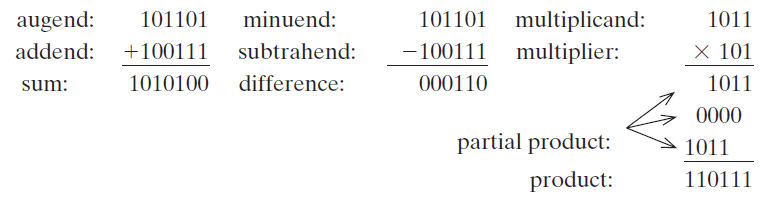 augend: 101101 minuend: 101101 multiplicand: 1011
addend: +100111 subtrahend: −100111 multiplier: × 101
sum: 1010100 difference: 000110 1011
0000
partial product: 1011
product: 110111